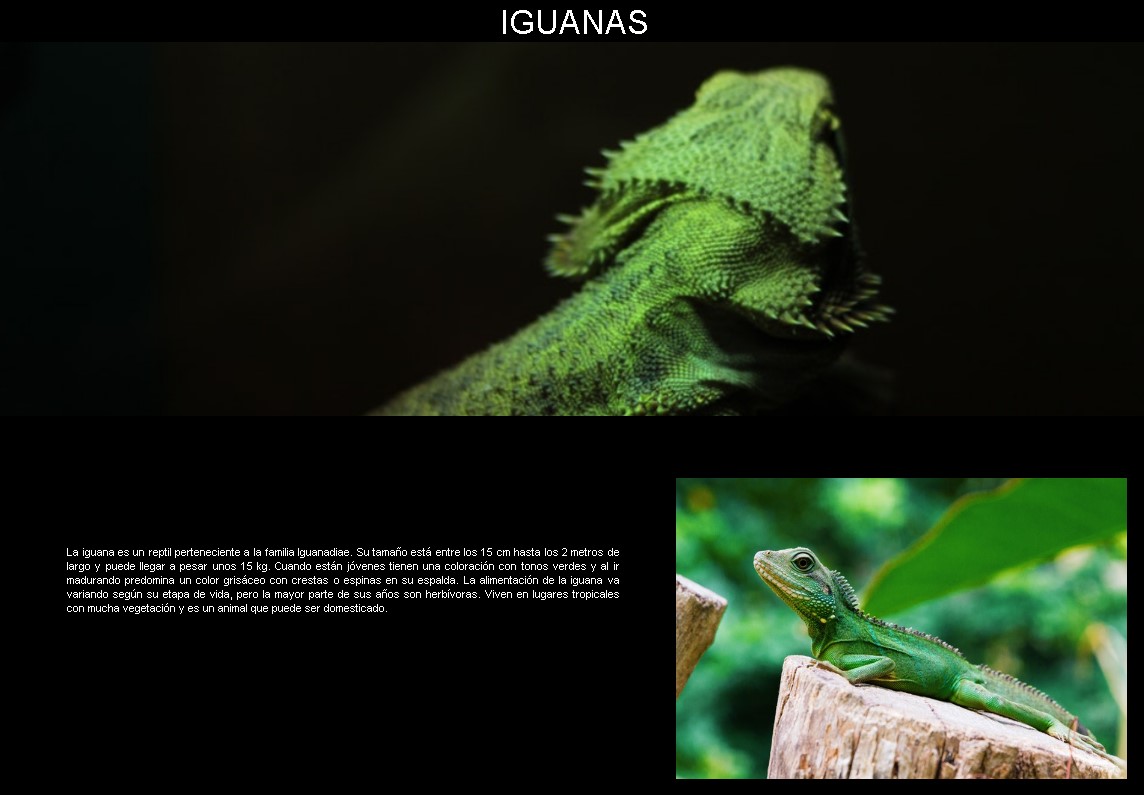 IGUANAS
La iguana es un reptil perteneciente a la familia Iguanadiae. Su tamaño está entre los 15 cm hasta los 2 metros de
largo y puede llegar a pesar unos 15 kg. Cuando están jóvenes tienen una coloración con tonos verdes y al ir
madurando predomina un color grisáceo con crestas o espinas en su espalda. La alimentación de la iguana va
variando según su etapa de vida, pero la mayor parte de sus años son herbívoras. Viven en lugares tropicales
con mucha vegetación y es un animal que puede ser domesticado.